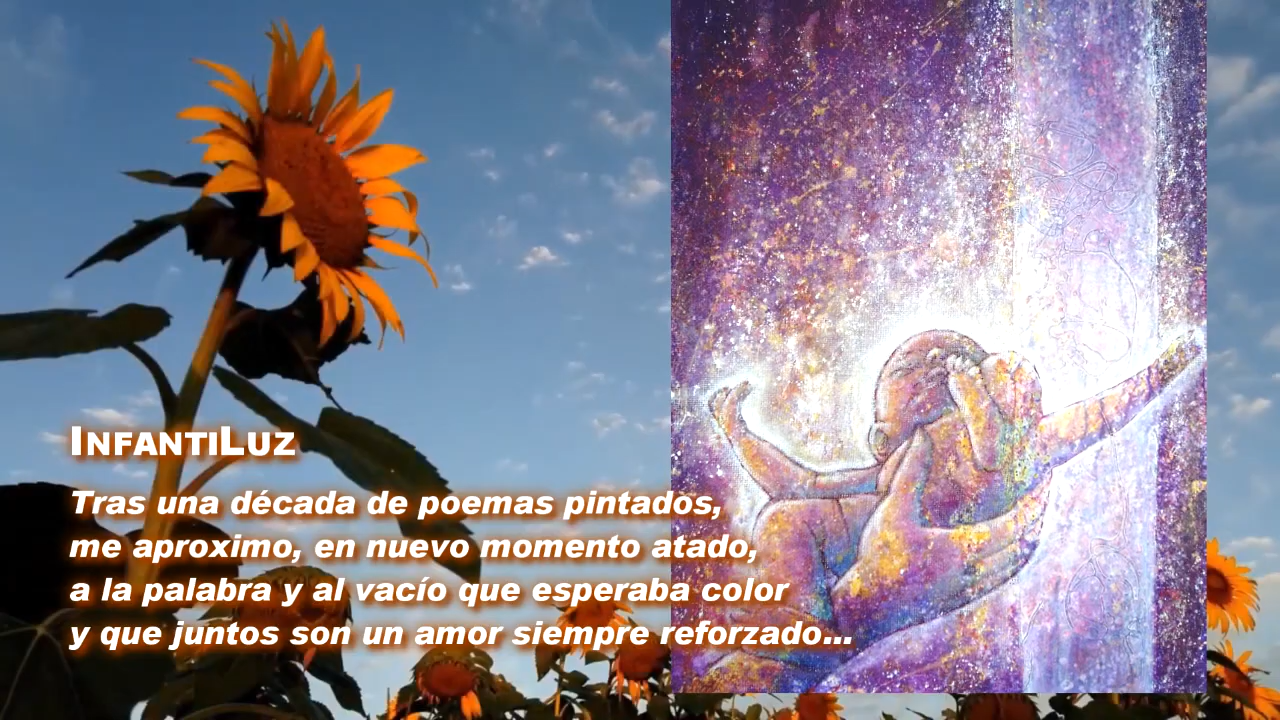 InfantiLuz
Tras una década de poemas pintados,
me aproximo, en nuevo momento atado,
a la palabra y al vacío que esperaba color
y que juntos son un amor siempre reforzado...